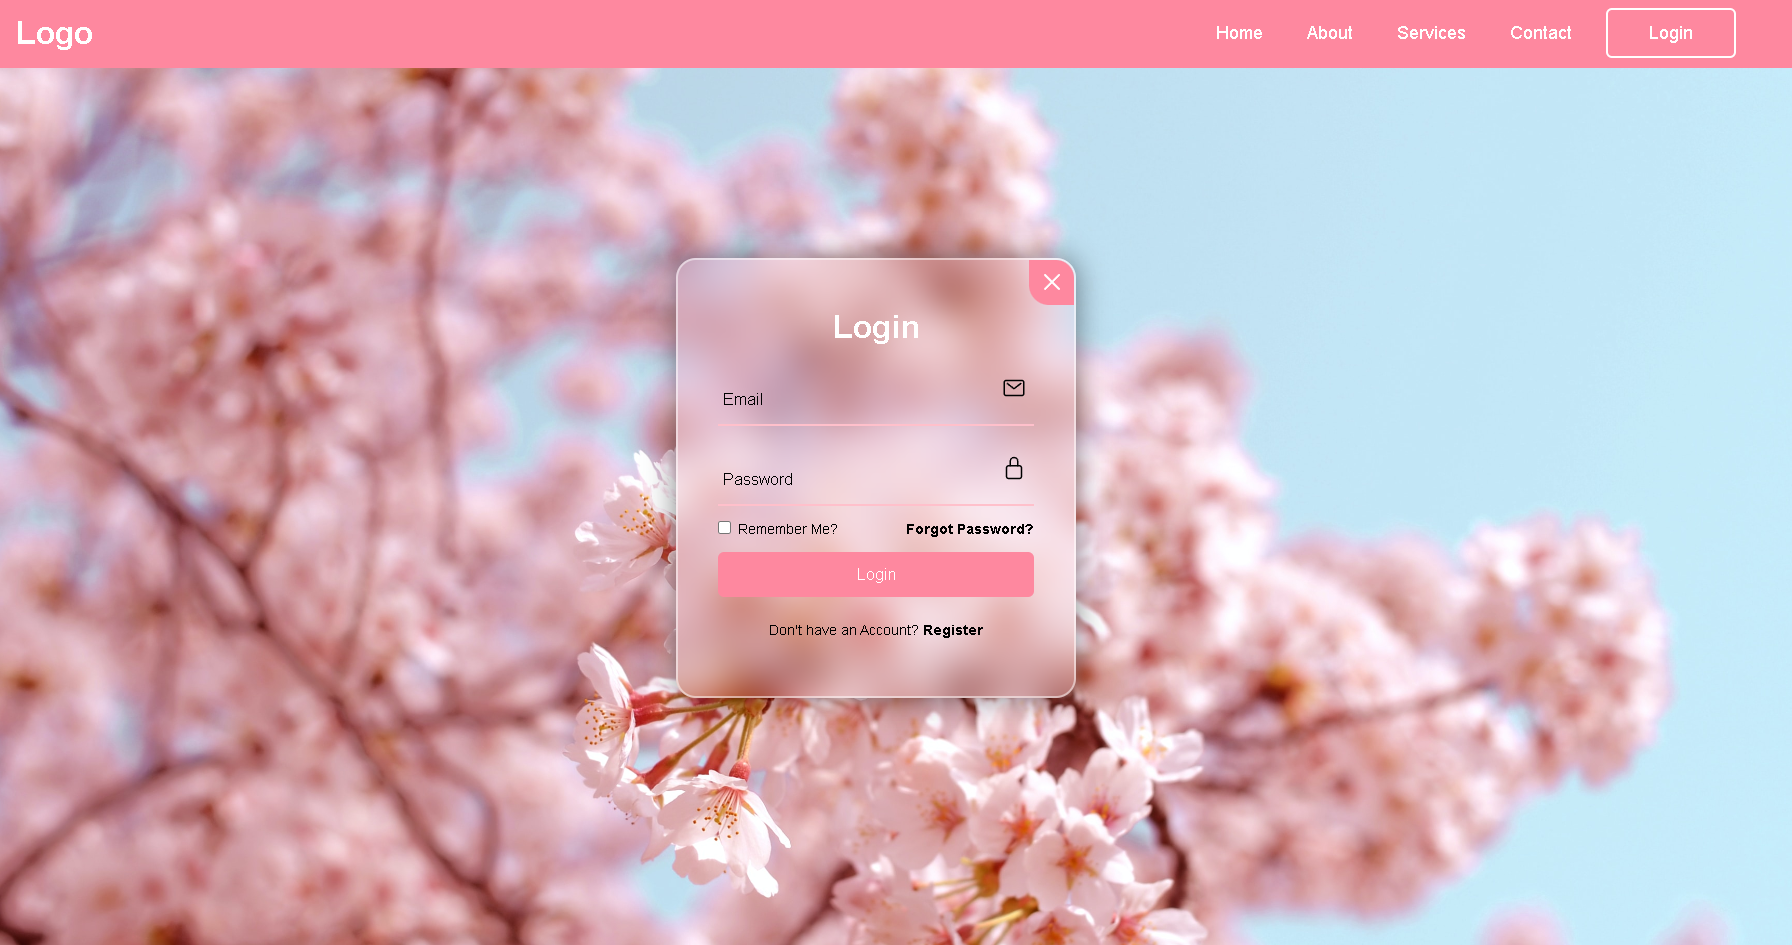 Logo
Home About Services Contact Login
Login
Email
Password
Remember Me? Forgot Password?
Login
Don't have an Account? Register